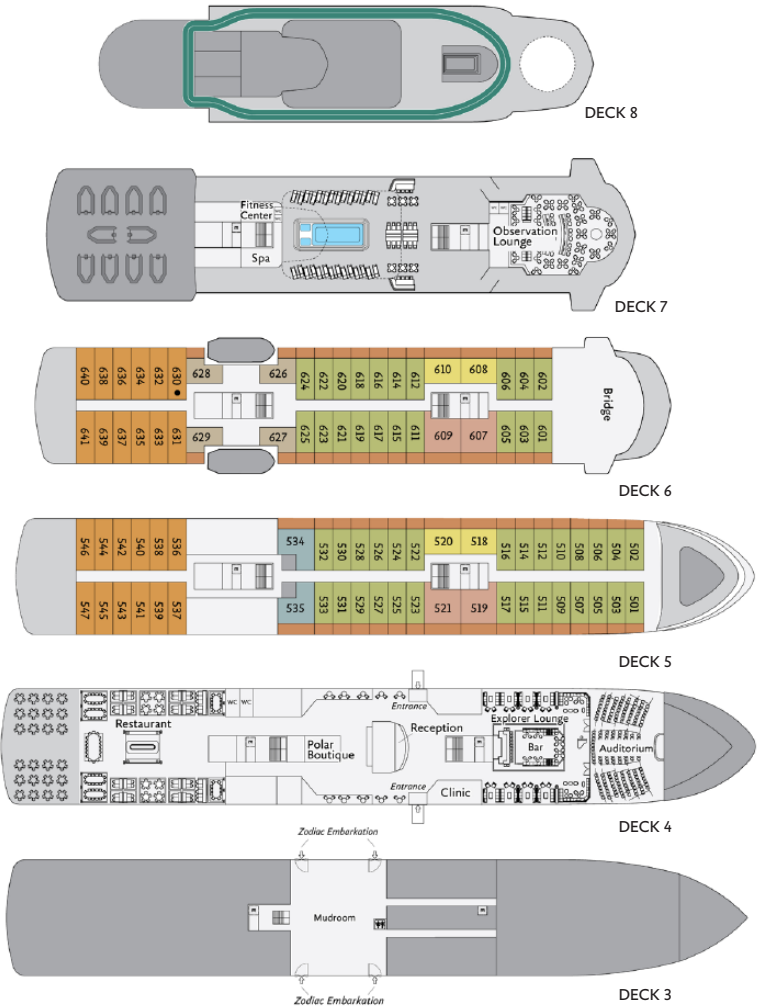 DECK 8
Fitness
Center
Spa
Observation
Lounge
DECK 7
640 638 636 634 632 630 628 626 624 622 620 618 616 614 612 610 608 606 604 602
Bridge
641 639 637 635 633 631 629 627 625 623 621 619 617 615 611 609 607 605 603 601
DECK 6
546 544 542 540 538 536 534 532 530 528 526 524 522 520 518 516 514 512 510 508 506 504 502
547 545 543 541 539 537 535 533 531 529 527 525 523 521 519 517 515 511 509 507 505 503 501
DECK 5
WC WC
Entrance
Restaurant
Reception
Explorer Lounge
Polar
Boutique
Bar
Auditorium
Entrance
Clinic
DECK 4
Zodiac Embarkation
Mudroom
DECK 3
Zodiac Embarkation